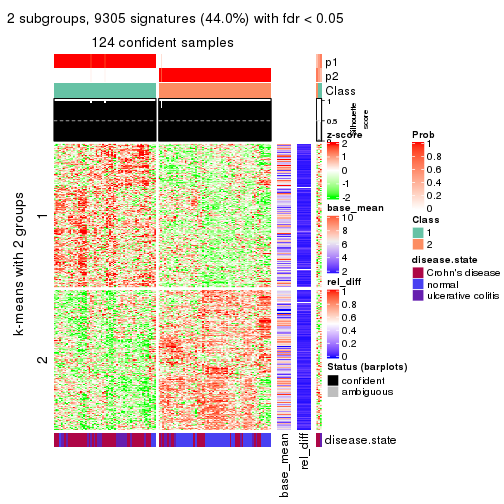 2 subgroups, 9305 signatures (44.0%) with fdr < 0.05
124 confident samples
p1
p2
Class
1
0.5
0
Silhouette
score
k-means with 2 groups
1
2
z-score
2
1
0
-1
-2
base_mean
10
8
6
4
2
rel_diff
1
0.8
0.6
0.4
0.2
0
Status (barplots)
confident
ambiguous
Prob
1
0.8
0.6
0.4
0.2
0
Class
1
2
disease.state
Crohn's disease
normal
ulcerative colitis
disease.state
base_mean
rel_diff